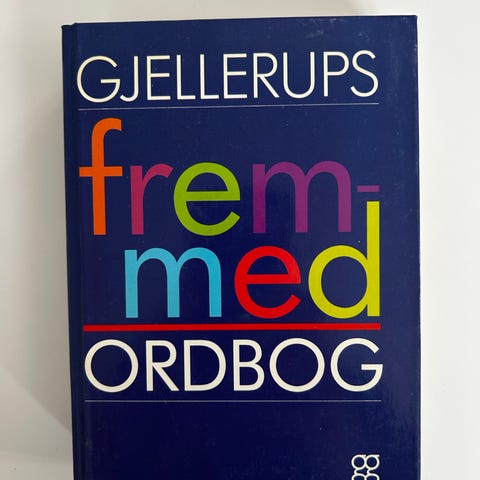 GJELLERUPS
frem-
med
ORDBOG